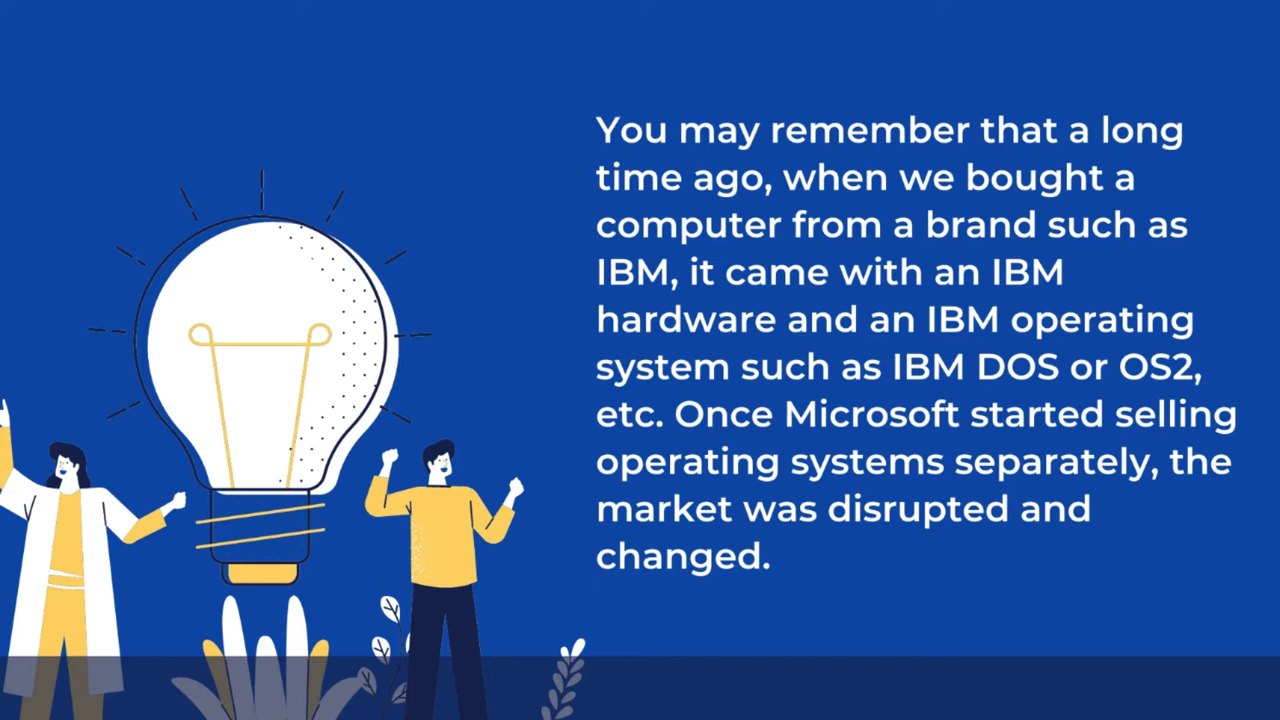 You may remember that a long
time ago, when we bought a
computer from a brand such as
IBM, it came with an IBM
hardware and an IBM operating
system such as IBM DOS or OS2,
etc. Once Microsoft started selling
operating systems separately, the
market was disrupted and
changed.